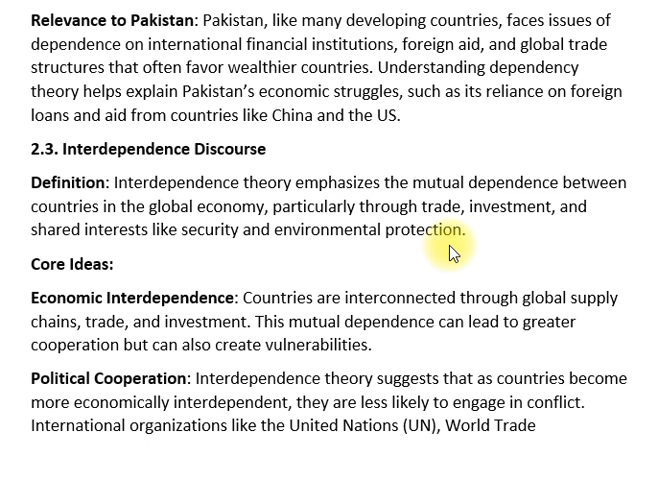 Relevance to Pakistan: Pakistan, like many developing countries, faces issues of
dependence on international financial institutions, foreign aid, and global trade
structures that often favor wealthier countries. Understanding dependency
theory helps explain Pakistan’s economic struggles, such as its reliance on foreign
loans and aid from countries like China and the US.
2.3. Interdependence Discourse
Definition: Interdependence theory emphasizes the mutual dependence between
countries in the global economy, particularly through trade, investment, and
shared interests like security and environmental protection.
Core Ideas:
Economic Interdependence: Countries are interconnected through global supply
chains, trade, and investment. This mutual dependence can lead to greater
cooperation but can also create vulnerabilities.
Political Cooperation: Interdependence theory suggests that as countries become
more economically interdependent, they are less likely to engage in conflict.
International organizations like the United Nations (UN), World Trade